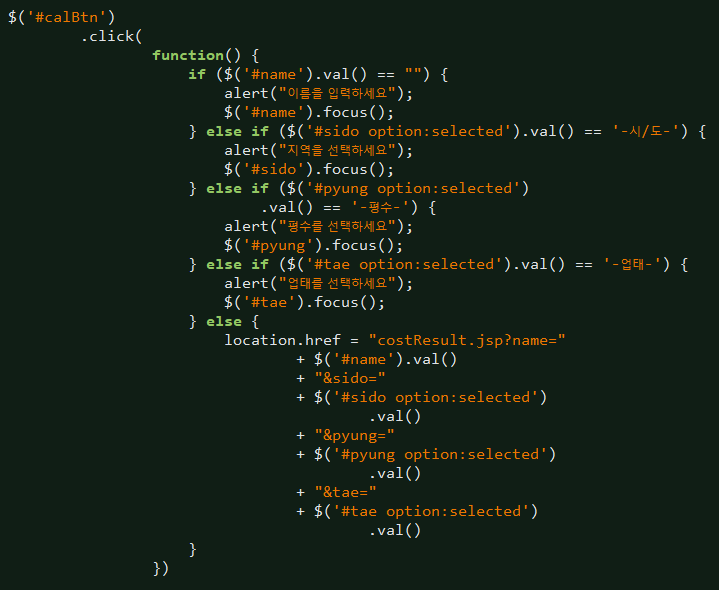 $('#calBtn')
        .click(
                function() {
                    if ($('#name').val() == "") {
                        alert("이름을 입력하세요");
                        $('#name').focus();
                    } else if ($('#sido option:selected').val() == '-시/도-') {
                        alert("지역을 선택하세요");
                        $('#sido').focus();
                    } else if ($('#pyung option:selected')
                            .val() == '-평수-') {
                        alert("평수를 선택하세요");
                        $('#pyung').focus();
                    } else if ($('#tae option:selected').val() == '-업태-') {
                        alert("업태를 선택하세요");
                        $('#tae').focus();
                    } else {
                        location.href = "costResult.jsp?name="
                                + $('#name').val()
                                + "&sido="
                                + $('#sido option:selected')
                                        .val()
                                + "&pyung="
                                + $('#pyung option:selected')
                                        .val()
                                + "&tae="
                                + $('#tae option:selected')
                                        .val()
                    }
                })